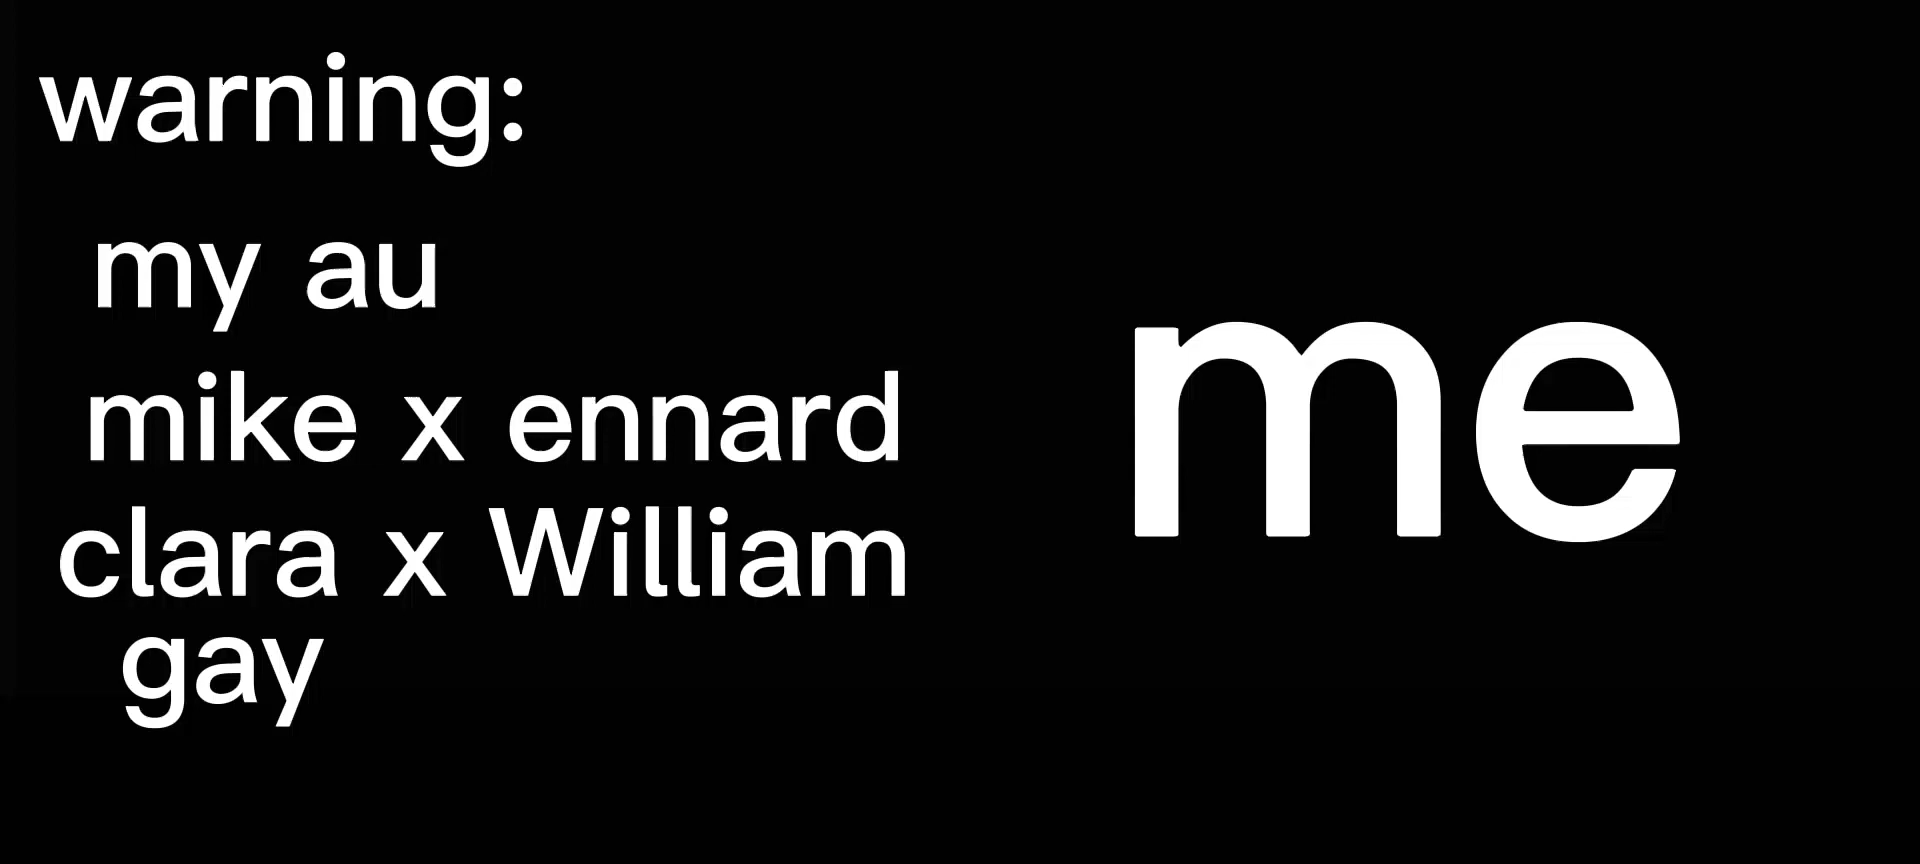 warning:
my au
mike x ennard
clara x William
gay
me